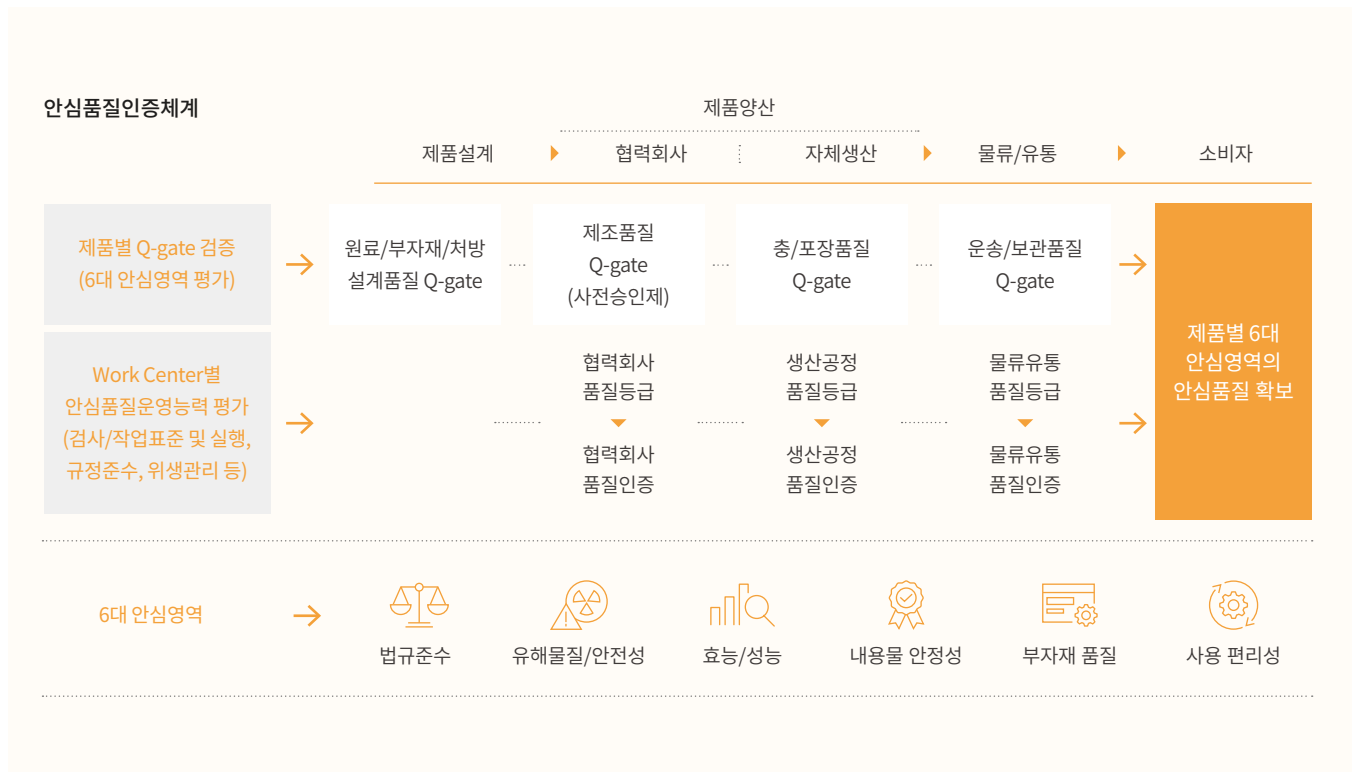 안심품질인증체계
제품양산
제품설계
협력회사
자체생산
물류/유통
소비자
제품별 Q-gate 검증
(6대 안심영역 평가)
원료/부자재/처방
설계품질 Q-gate
제조품질
Q-gate
(사전승인제)
충/포장품질
Q-gate
운송/보관품질
Q-gate
제품별 6대
안심영역의
안심품질 확보
Work Center별
안심품질운영능력 평가
(검사/작업표준 및 실행,
규정준수, 위생관리 등)
협력회사
품질등급
협력회사
품질인증
생산공정
품질등급
생산공정
품질인증
물류유통
품질등급
물류유통
품질인증
6대 안심영역
법규준수
유해물질/안전성
효능/성능
내용물 안정성
부자재 품질
사용 편리성